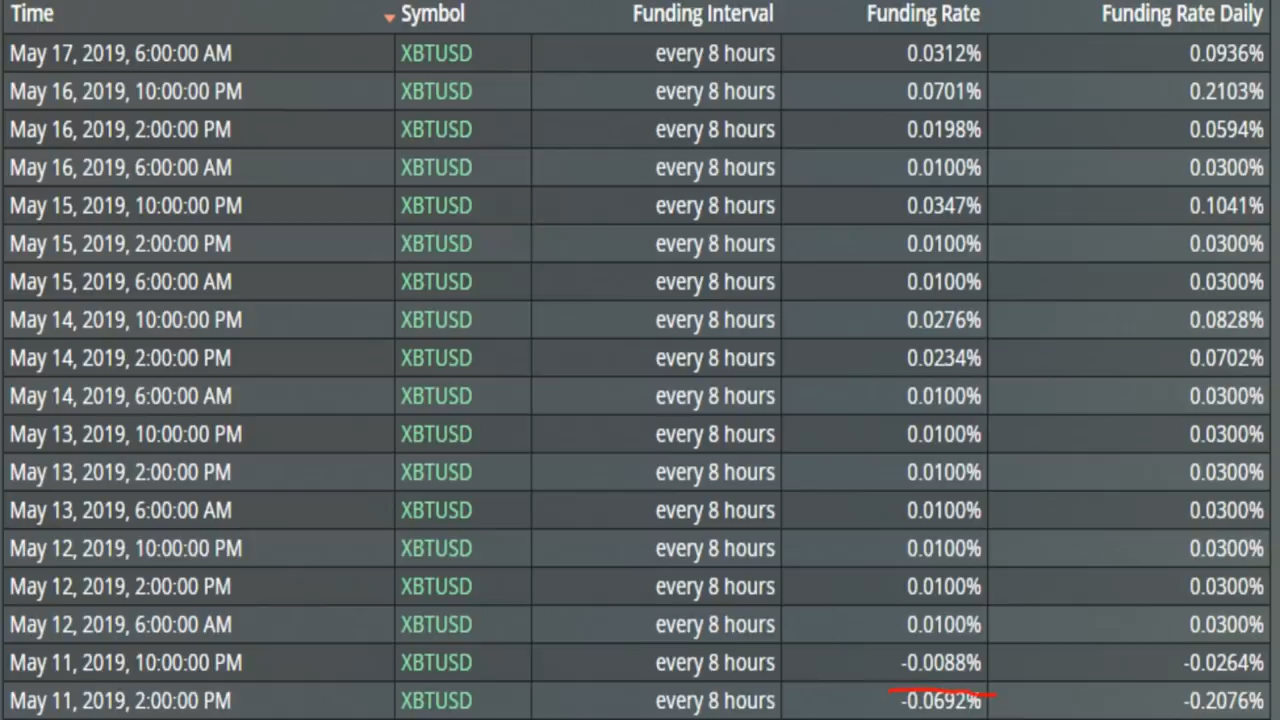 Time Symbol Funding Interval Funding Rate Funding Rate Daily
May 17, 2019, 6:00:00 AM XBTUSD every 8 hours 0.0312% 0.0936%
May 16, 2019, 10:00:00 PM XBTUSD every 8 hours 0.0701% 0.2103%
May 16, 2019, 2:00:00 PM XBTUSD every 8 hours 0.0198% 0.0594%
May 16, 2019, 6:00:00 AM XBTUSD every 8 hours 0.0100% 0.0300%
May 15, 2019, 10:00:00 PM XBTUSD every 8 hours 0.0347% 0.1041%
May 15, 2019, 2:00:00 PM XBTUSD every 8 hours 0.0100% 0.0300%
May 15, 2019, 6:00:00 AM XBTUSD every 8 hours 0.0100% 0.0300%
May 14, 2019, 10:00:00 PM XBTUSD every 8 hours 0.0276% 0.0828%
May 14, 2019, 2:00:00 PM XBTUSD every 8 hours 0.0234% 0.0702%
May 14, 2019, 6:00:00 AM XBTUSD every 8 hours 0.0100% 0.0300%
May 13, 2019, 10:00:00 PM XBTUSD every 8 hours 0.0100% 0.0300%
May 13, 2019, 2:00:00 PM XBTUSD every 8 hours 0.0100% 0.0300%
May 13, 2019, 6:00:00 AM XBTUSD every 8 hours 0.0100% 0.0300%
May 12, 2019, 10:00:00 PM XBTUSD every 8 hours 0.0100% 0.0300%
May 12, 2019, 2:00:00 PM XBTUSD every 8 hours 0.0100% 0.0300%
May 12, 2019, 6:00:00 AM XBTUSD every 8 hours 0.0100% 0.0300%
May 11, 2019, 10:00:00 PM XBTUSD every 8 hours -0.0088% -0.0264%
May 11, 2019, 2:00:00 PM XBTUSD every 8 hours -0.0692% -0.2076%